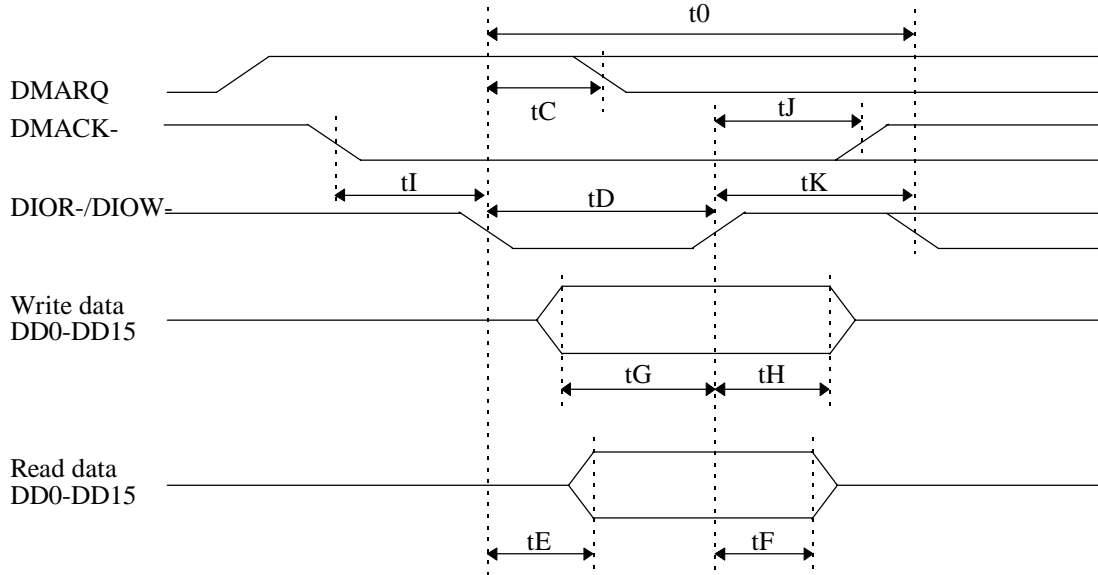 t0
DMARQ
tC
tJ
DMACK-
tI
tK
tD
DIOR-/DIOW-
Write data
DD0-DD15
tG
tH
Read data
DD0-DD15
tE
tF